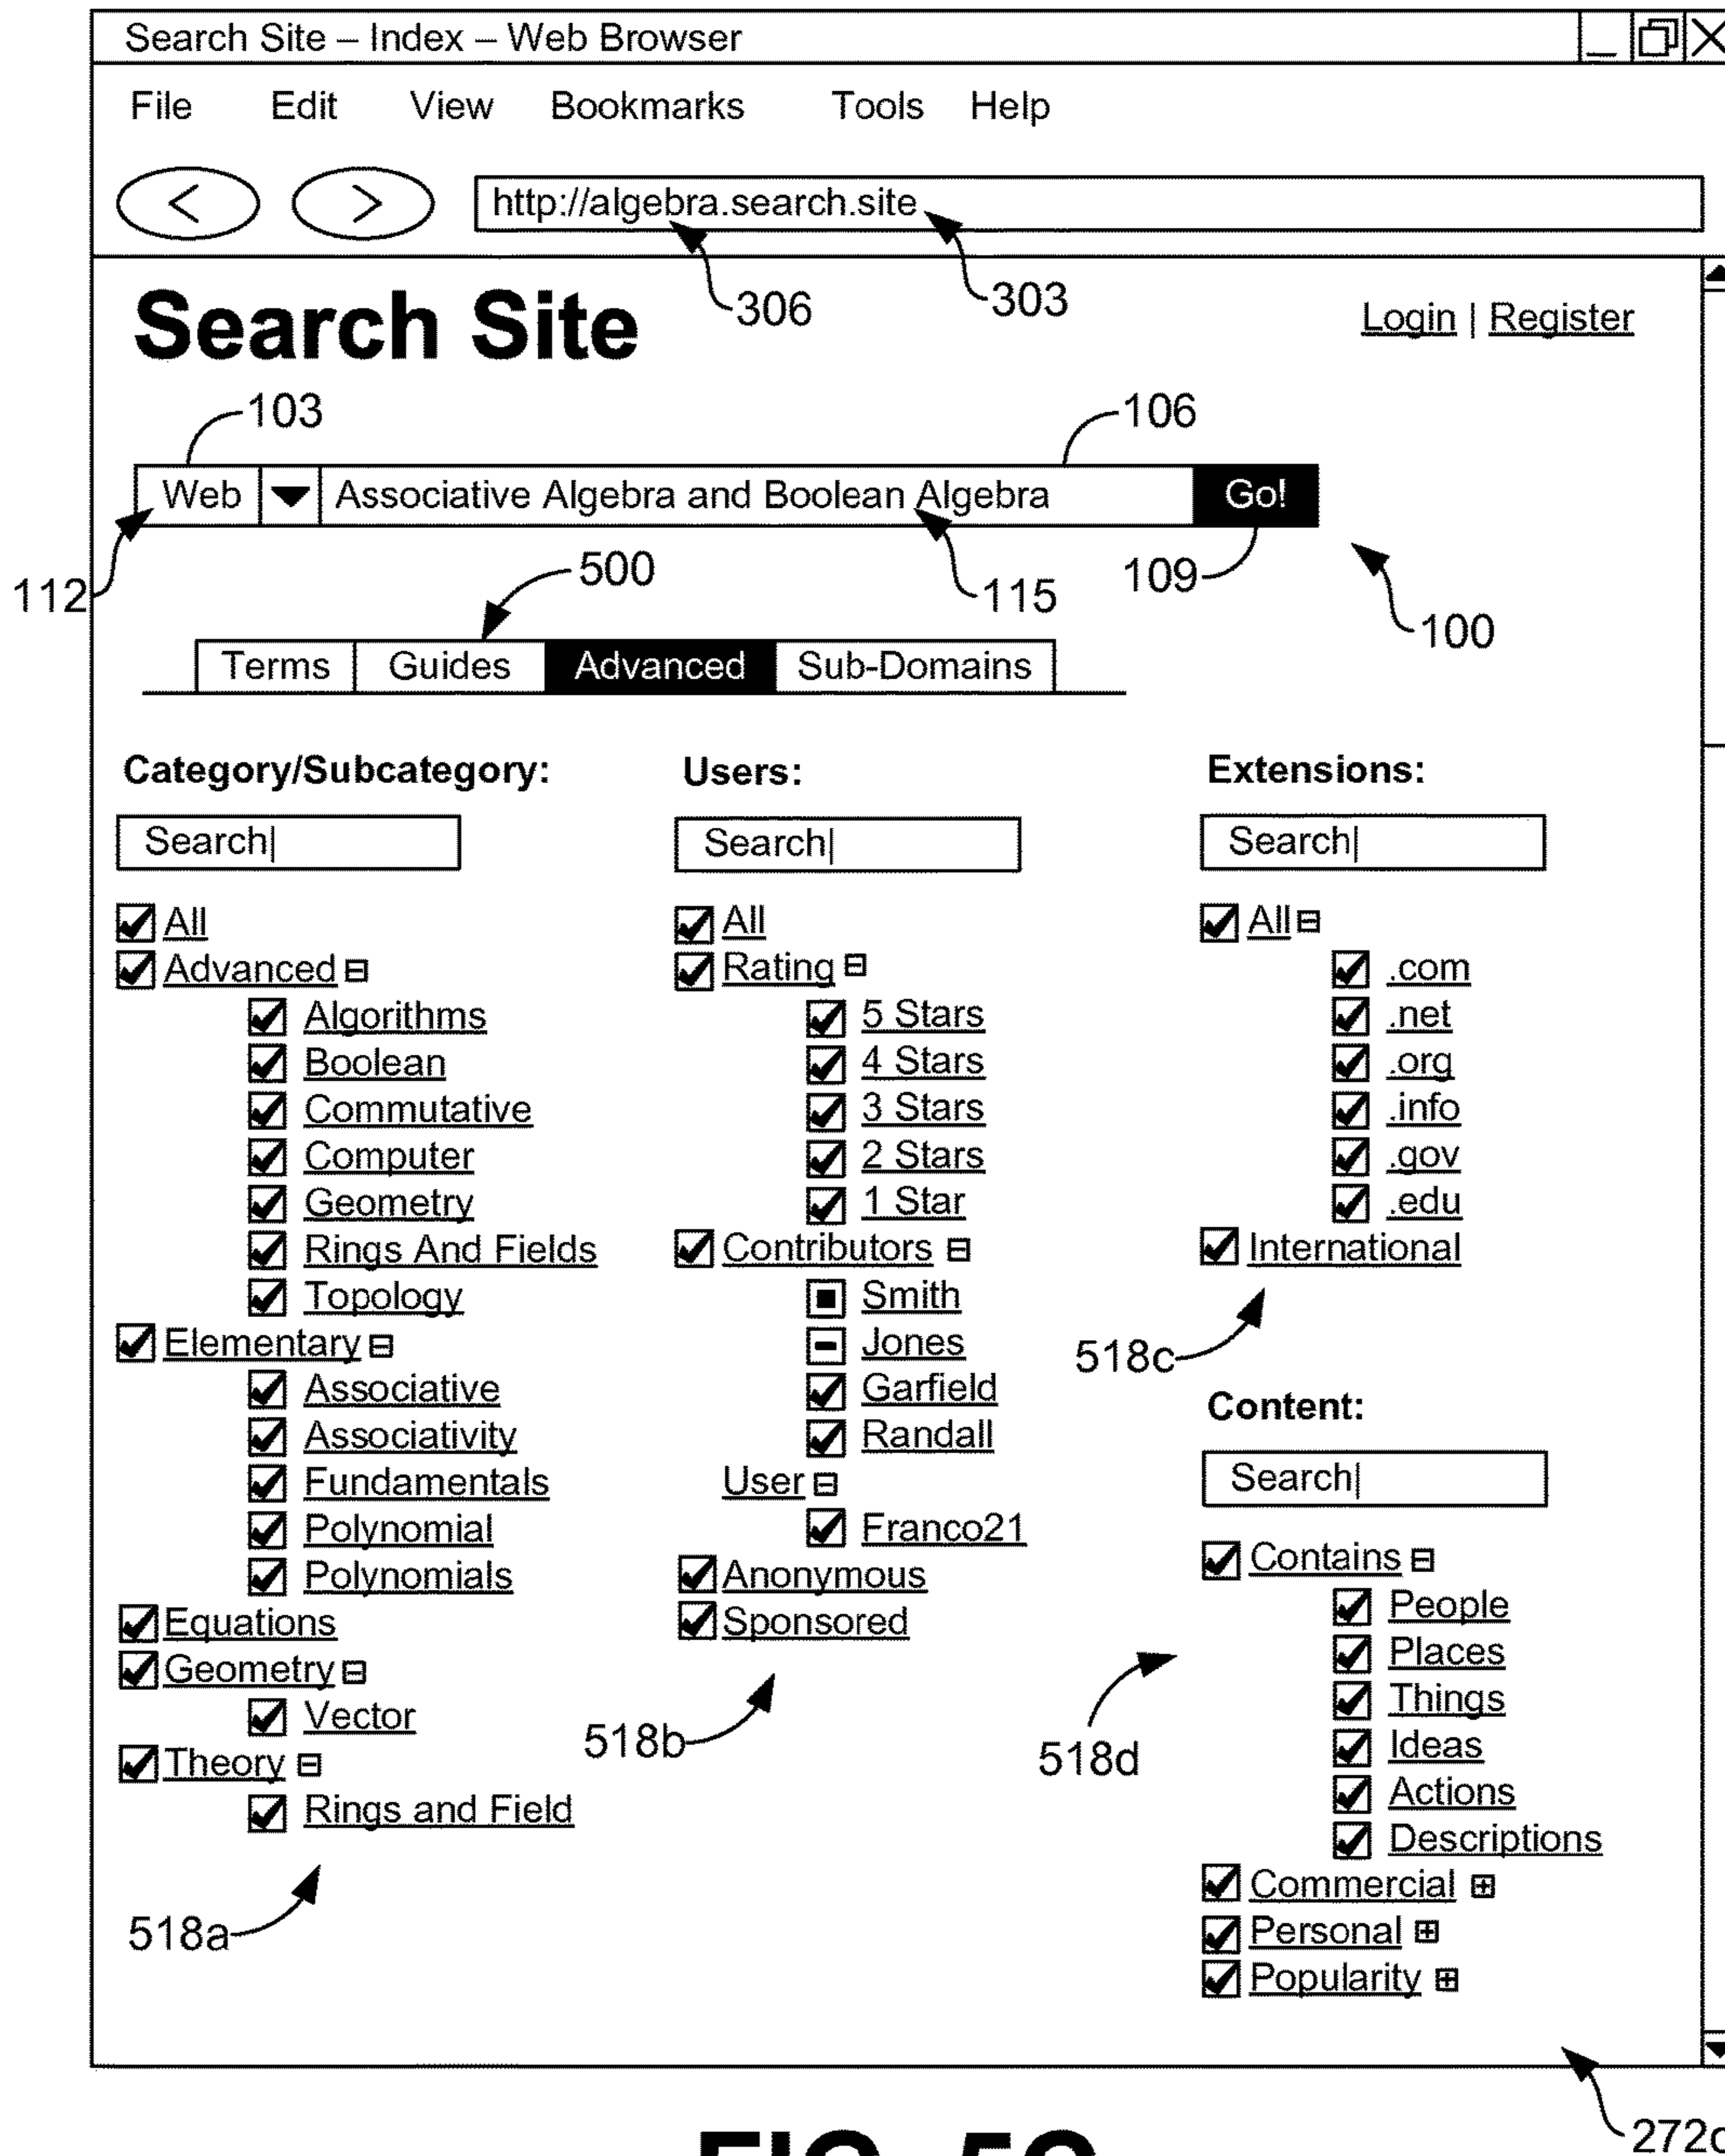 Search Site – Index – Web Browser
File Edit View Bookmarks Tools Help
< > http://algebra.search.site
306 303
Search Site
Login | Register
103 106
Web Associative Algebra and Boolean Algebra Go!
112 500 115 109 100
Terms Guides Advanced Sub-Domains
Category/Subcategory:
Search|
All
Advanced
Algorithms
Boolean
Commutative
Computer
Geometry
Rings And Fields
Topology
Elementary
Associative
Associativity
Fundamentals
Polynomial
Polynomials
Equations
Geometry
Vector
Theory
Rings and Field
518a
Users:
Search|
All
Rating
5 Stars
4 Stars
3 Stars
2 Stars
1 Star
Contributors
Smith
Jones
Garfield
Randall
User
Franco21
Anonymous
Sponsored
518b
Extensions:
Search|
All
.com
.net
.org
.info
.gov
.edu
International
518c
Content:
Search|
Contains
People
Places
Things
Ideas
Actions
Descriptions
Commercial
Personal
Popularity
518d